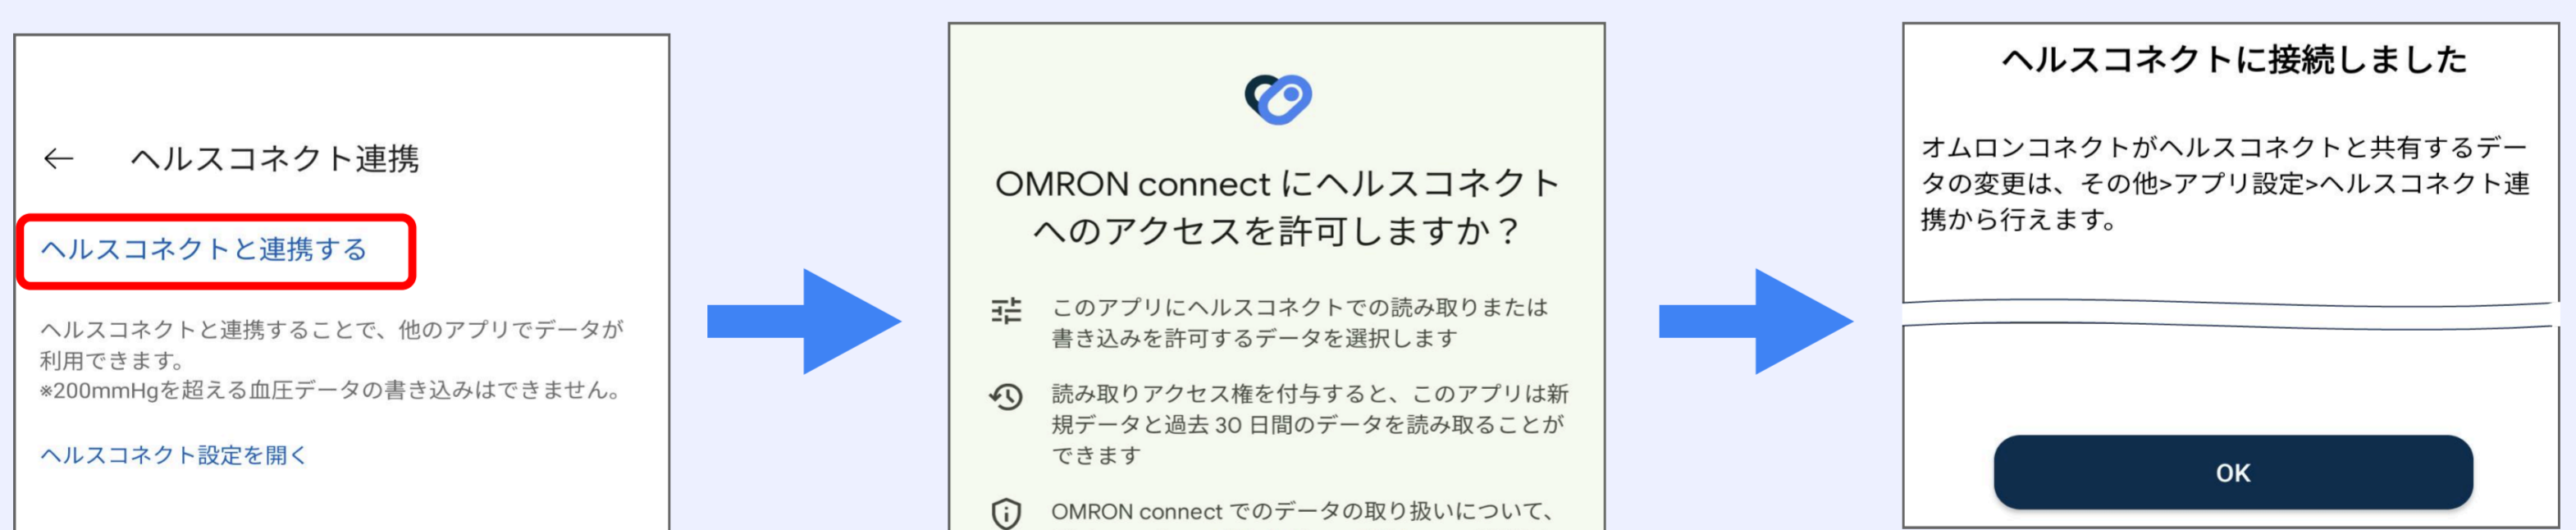 ← ヘルスコネクト連携
ヘルスコネクトと連携する
ヘルスコネクトと連携することで、他のアプリでデータが
利用できます。
※200mmHgを超える血圧データの書き込みはできません。
ヘルスコネクト設定を開く
OMRON connect にヘルスコネクト
へのアクセスを許可しますか？
このアプリにヘルスコネクトでの読み取りまたは
書き込みを許可するデータを選択します
読み取りアクセス権を付与すると、このアプリは新
規データと過去 30 日間のデータを読み取ることが
できます
OMRON connect でのデータの取り扱いについて、
ヘルスコネクトに接続しました
オムロンコネクトがヘルスコネクトと共有するデー
タの変更は、その他>アプリ設定>ヘルスコネクト連
携から行えます。
OK